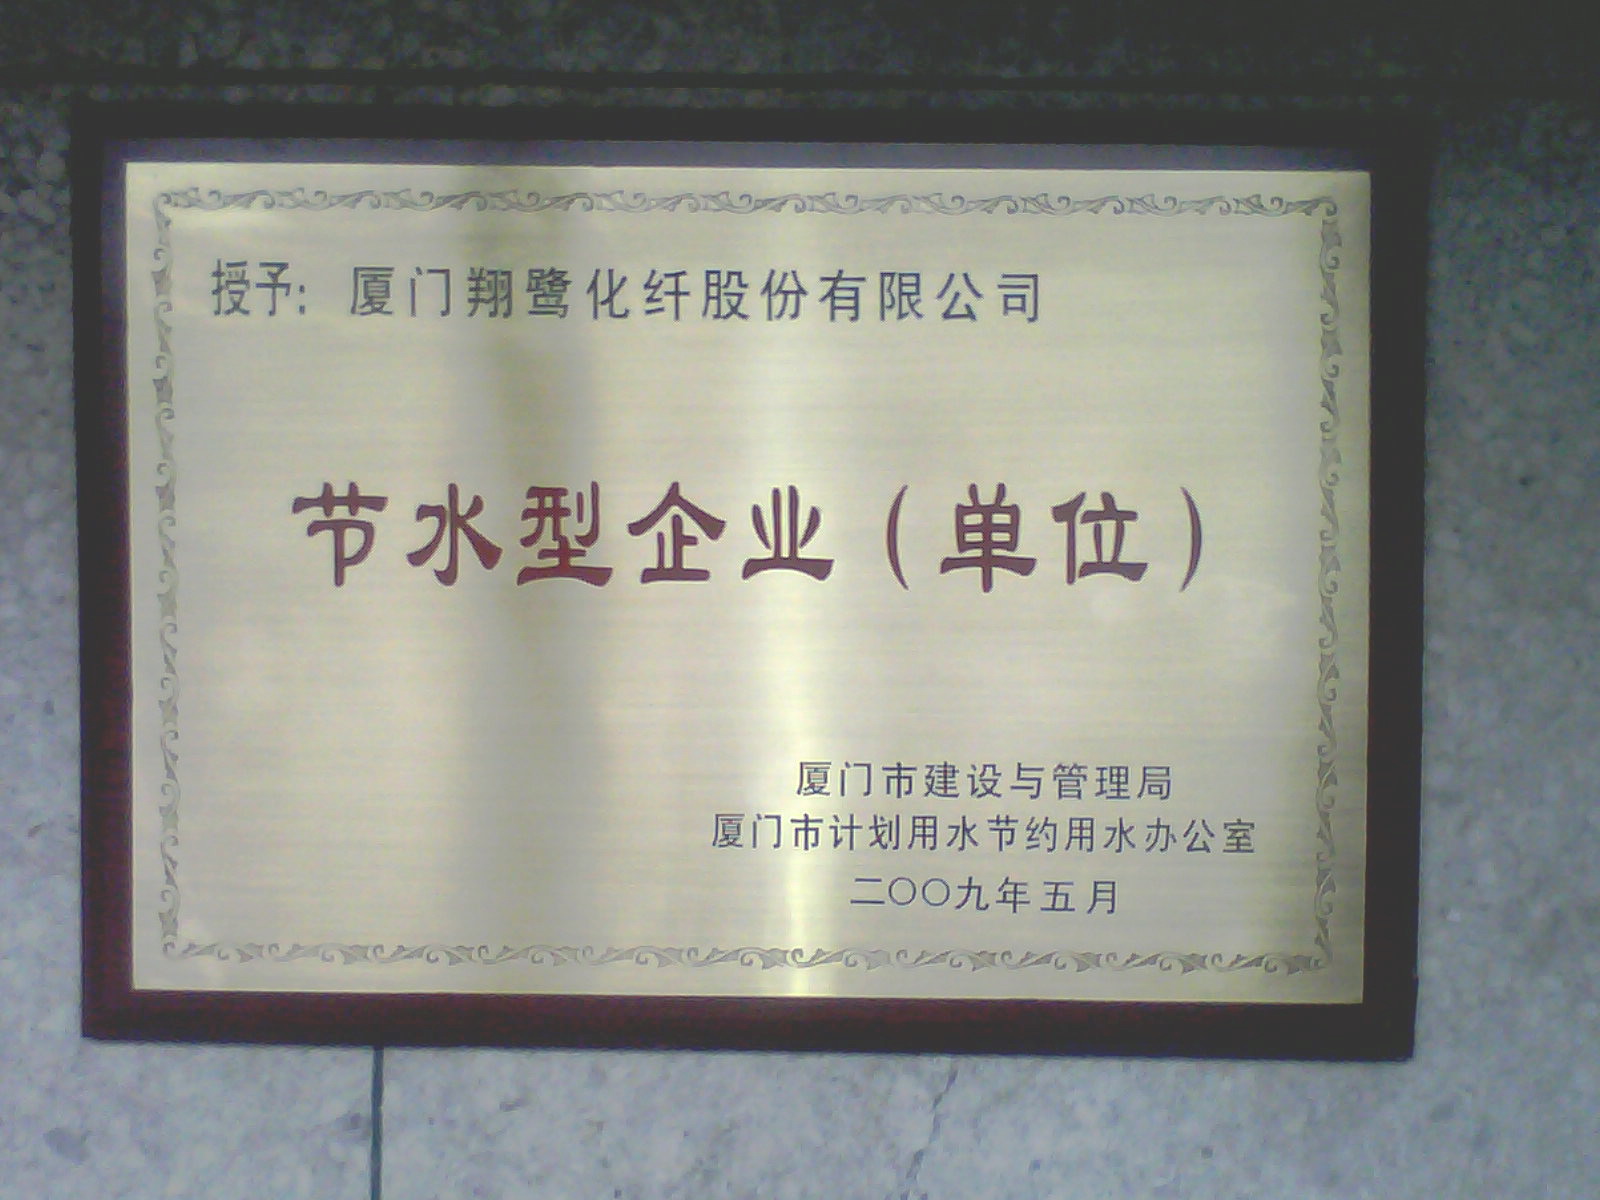 授予：厦门翔鹭化纤股份有限公司
节水型企业（单位）
厦门市建设与管理局
厦门市计划用水节约用水办公室
二〇〇九年五月